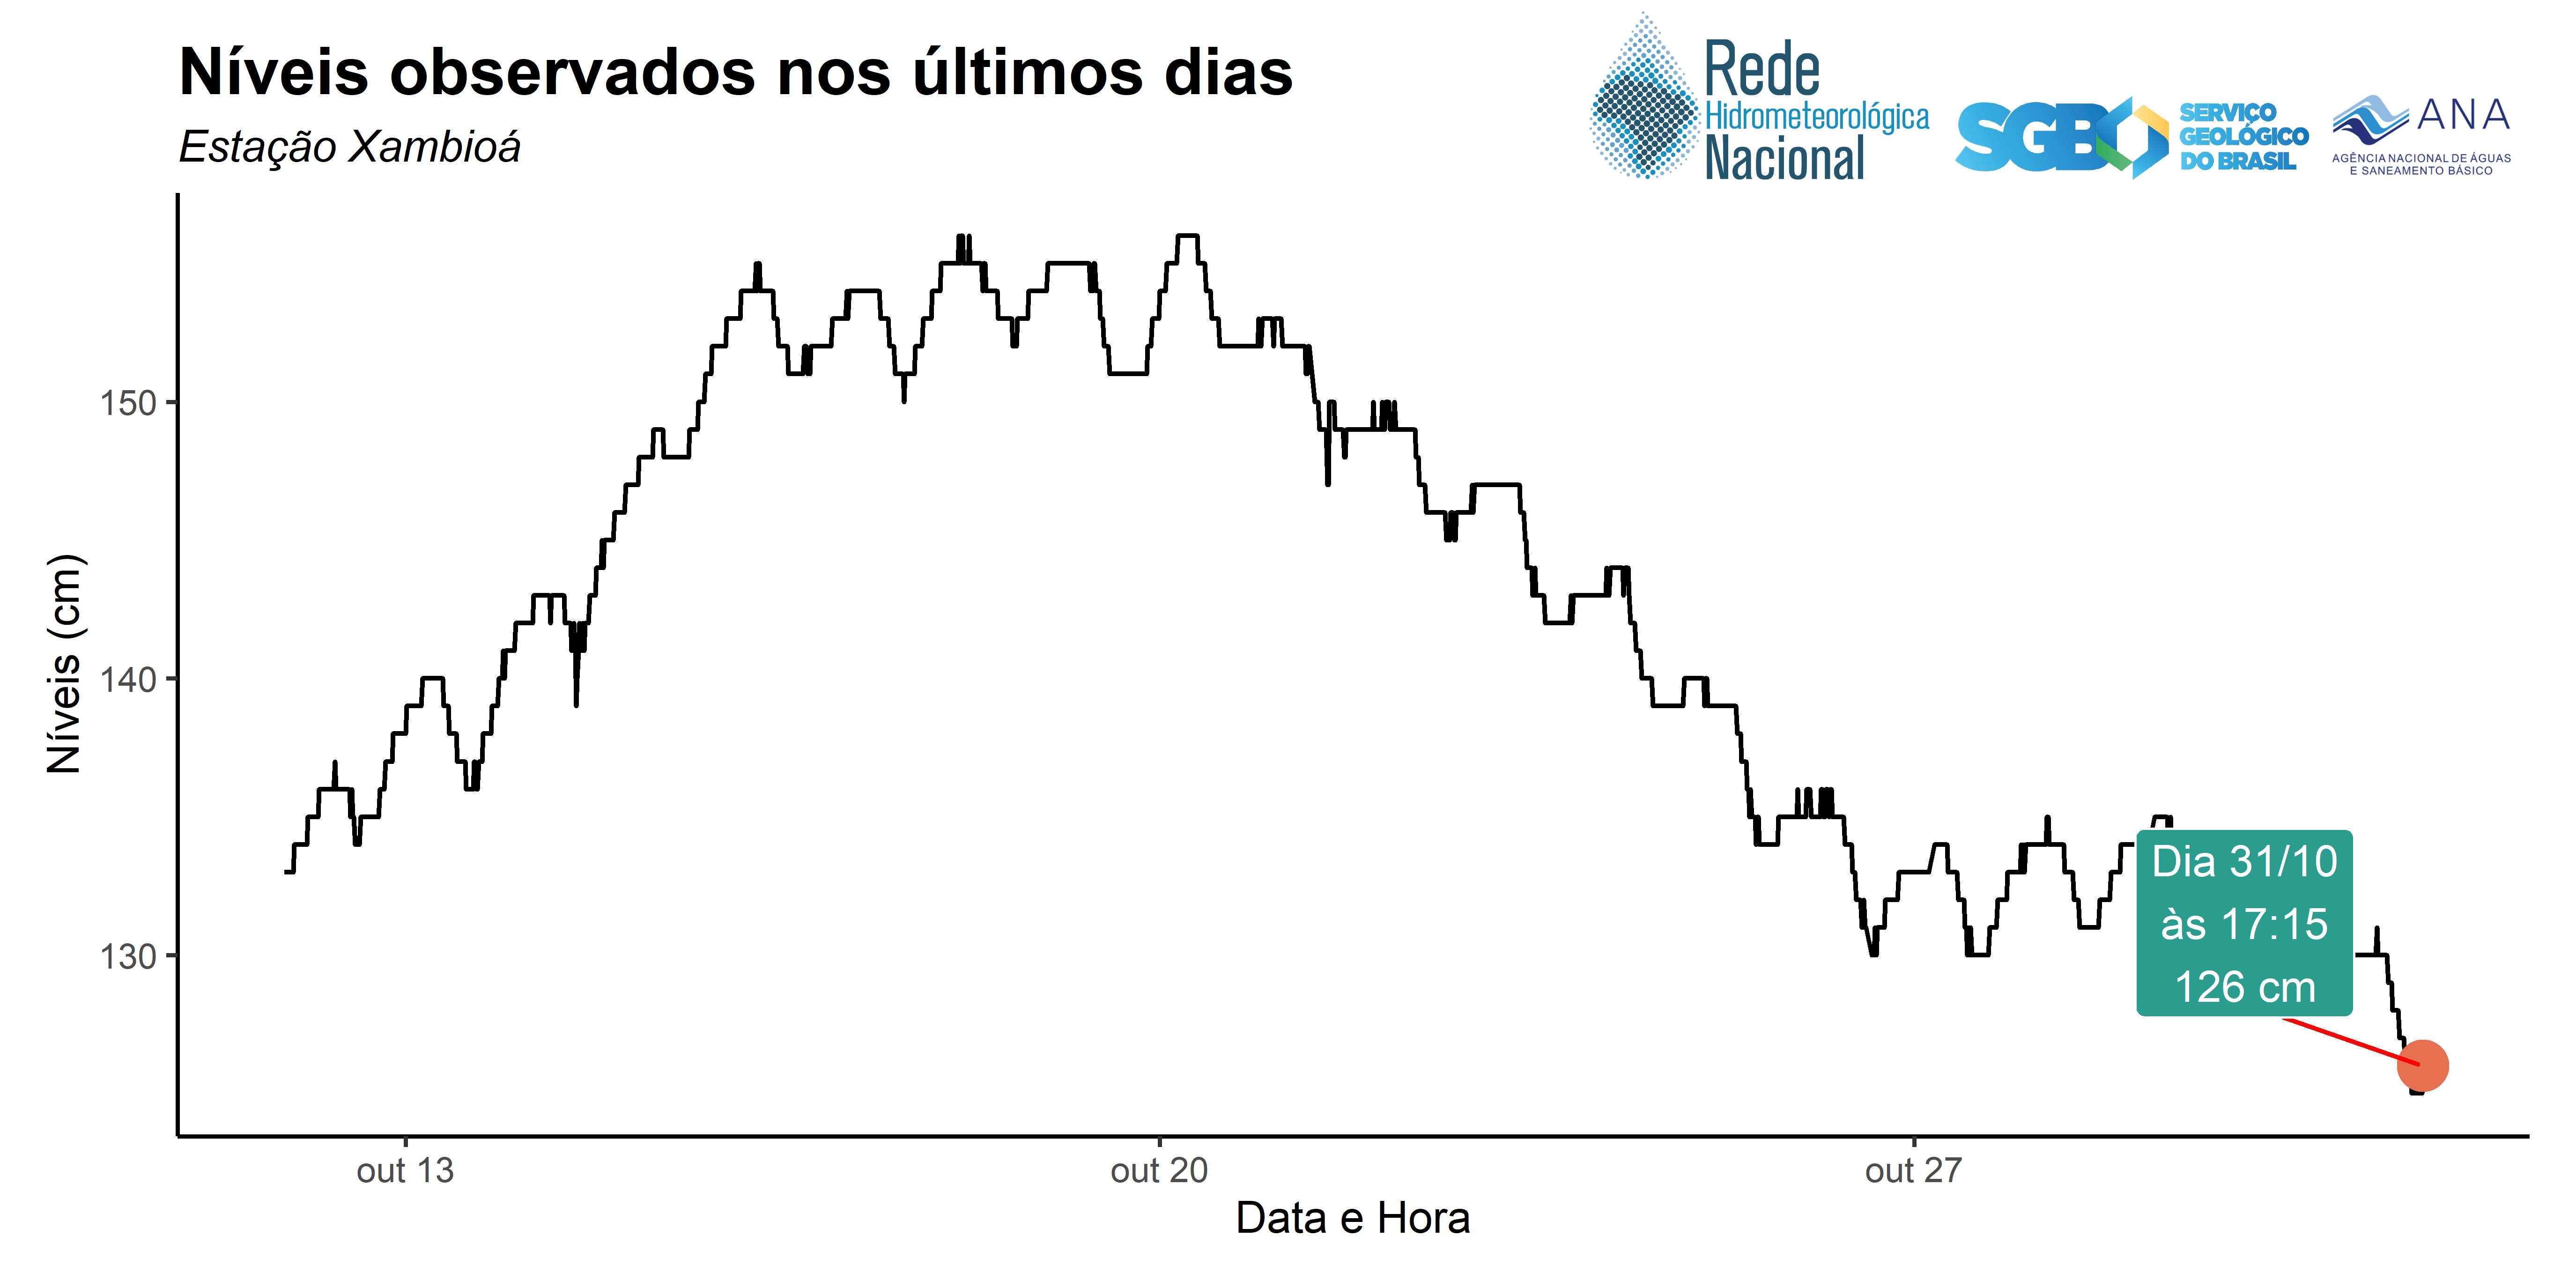 Níveis observados nos últimos dias
Estação Xambioá
Rede
Hidrometeorológica
Nacional
SGB
SERVIÇO
GEOLÓGICO
DO BRASIL
ANA
AGÊNCIA NACIONAL DE ÁGUAS
E SANEAMENTO BÁSICO
Níveis (cm)
150
140
130
Dia 31/10
às 17:15
126 cm
out 13
out 20
out 27
Data e Hora